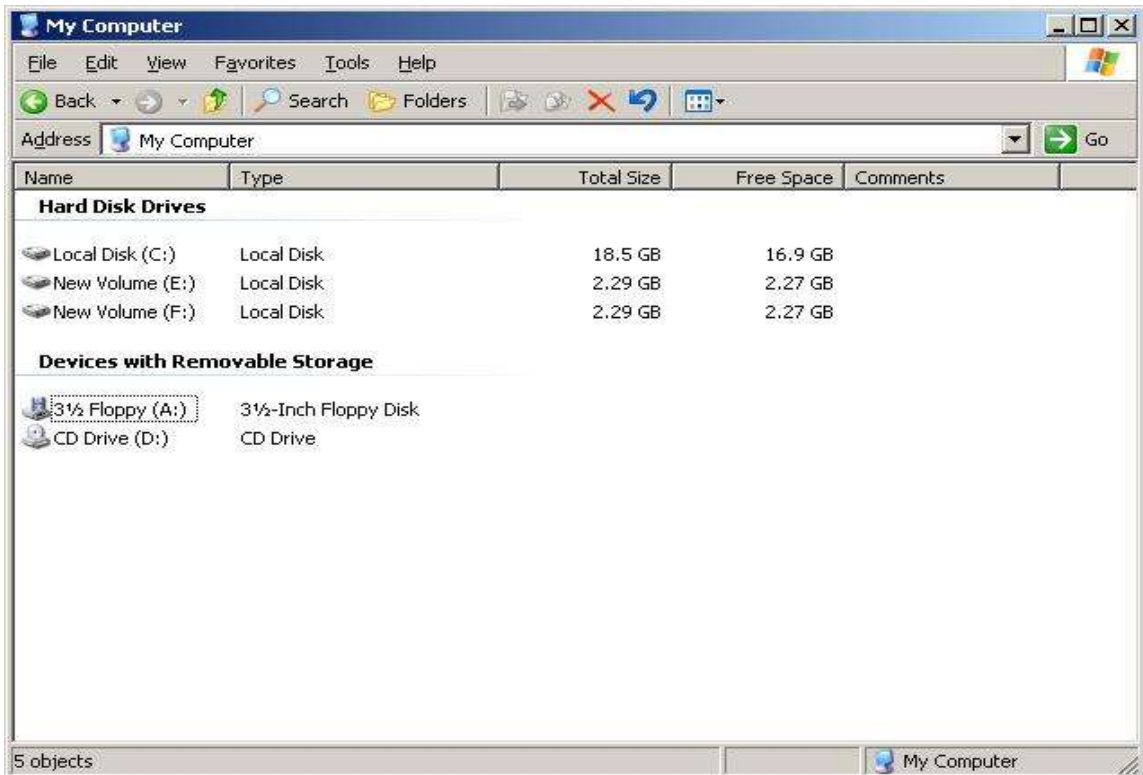 My Computer
File Edit View Favorites Tools Help
Back Search Folders
Address My Computer Go
Name Type Total Size Free Space Comments
Hard Disk Drives
Local Disk (C:) Local Disk 18.5 GB 16.9 GB
New Volume (E:) Local Disk 2.29 GB 2.27 GB
New Volume (F:) Local Disk 2.29 GB 2.27 GB
Devices with Removable Storage
3½ Floppy (A:) 3½-Inch Floppy Disk
CD Drive (D:) CD Drive
5 objects My Computer